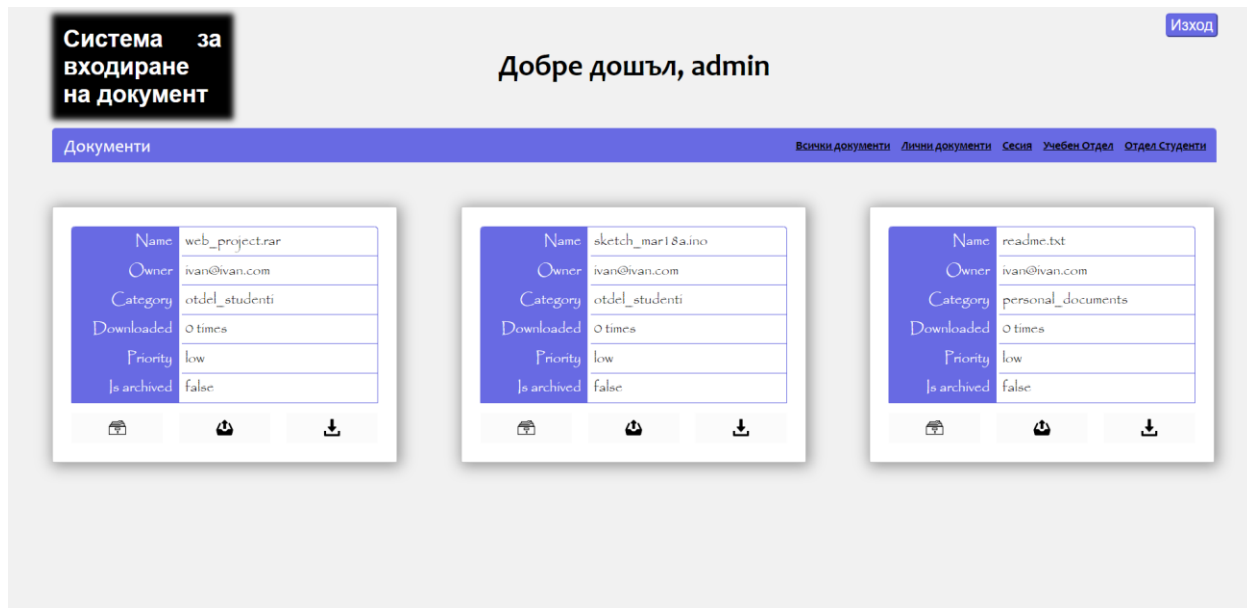 Изход
Система за
входиране
на документ
Добре дошъл, admin
Документи
Всички документи Лични документи Сесия Учебен Отдел Отдел Студенти
Name web_project.rar
Owner ivan@ivan.com
Category otdel_studenti
Downloaded 0 times
Priority low
Is archived false
Name sketch_mar18a.ino
Owner ivan@ivan.com
Category otdel_studenti
Downloaded 0 times
Priority low
Is archived false
Name readme.txt
Owner ivan@ivan.com
Category personal_documents
Downloaded 0 times
Priority low
Is archived false